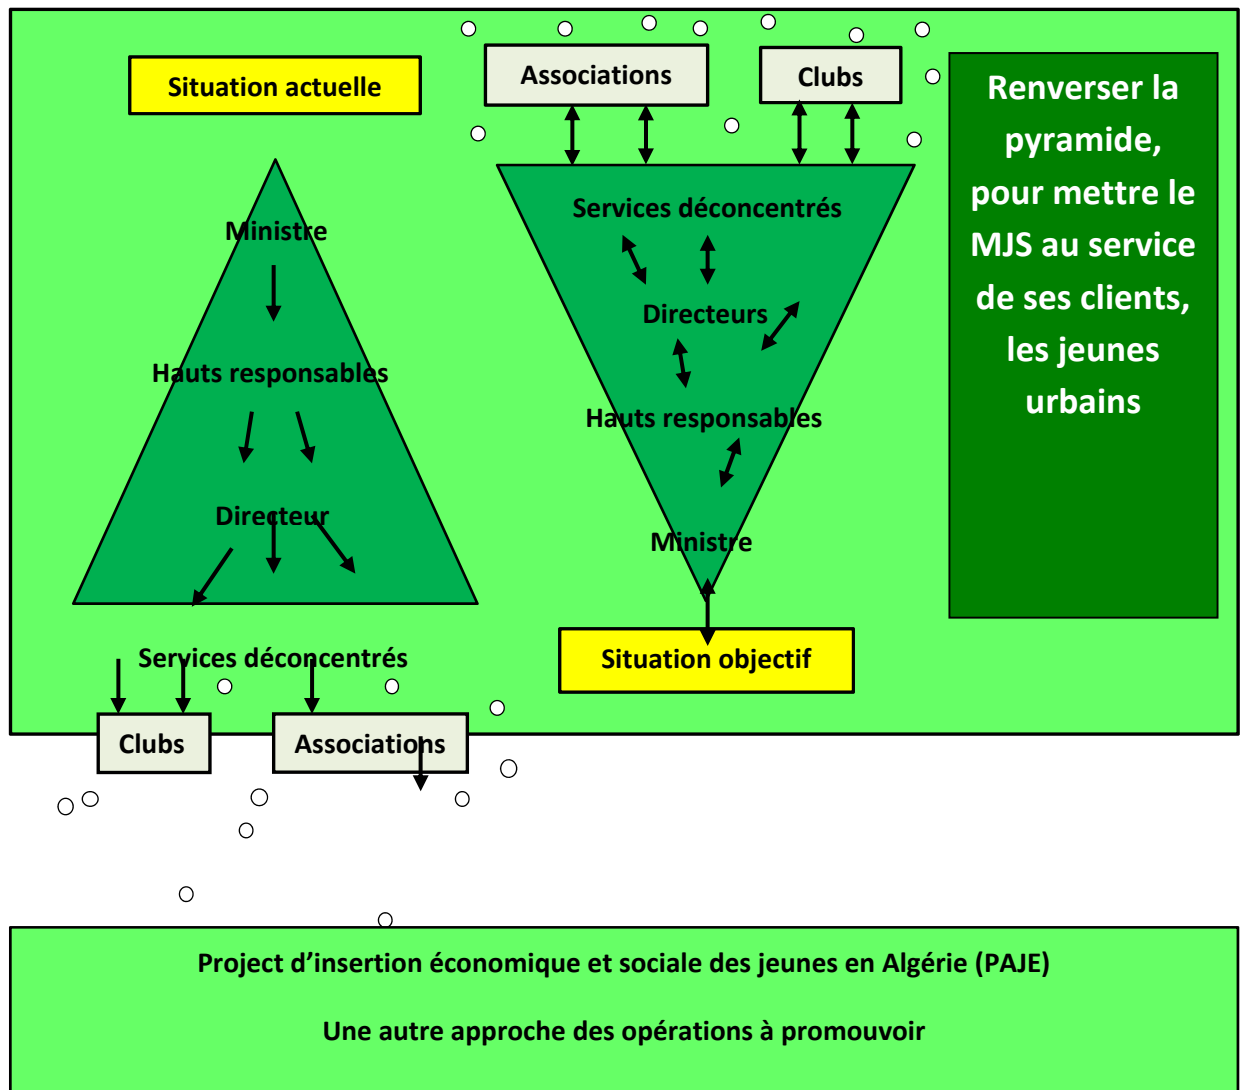 Situation actuelle
Ministre
Hauts responsables
Directeur
Services déconcentrés
Clubs
Associations
Associations
Clubs
Services déconcentrés
Directeurs
Hauts responsables
Ministre
Situation objectif
Renverser la
pyramide,
pour mettre le
MJS au service
de ses clients,
les jeunes
urbains
Project d’insertion économique et sociale des jeunes en Algérie (PAJE)
Une autre approche des opérations à promouvoir